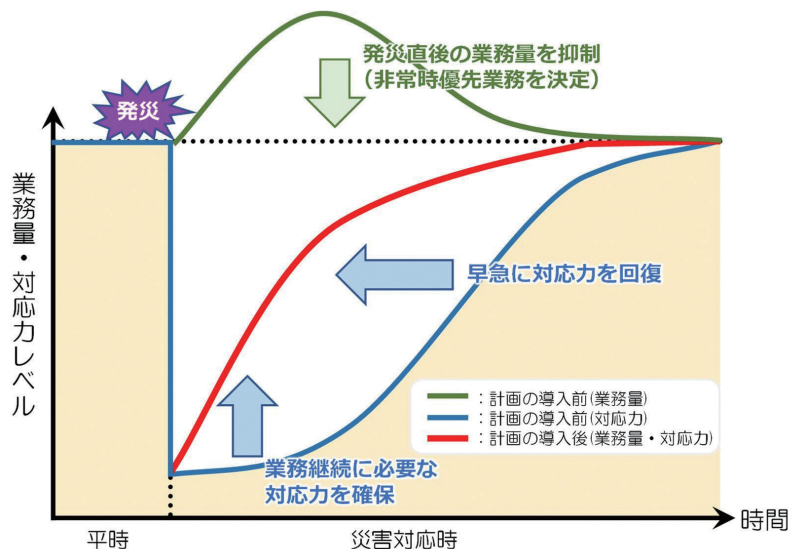 発災直後の業務量を抑制
（非常時優先業務を決定）
発災
業務量・対応力レベル
早急に対応力を回復
：計画の導入前(業務量)
：計画の導入前(対応力)
：計画の導入後(業務量・対応力)
業務継続に必要な
対応力を確保
時間
平時
災害対応時